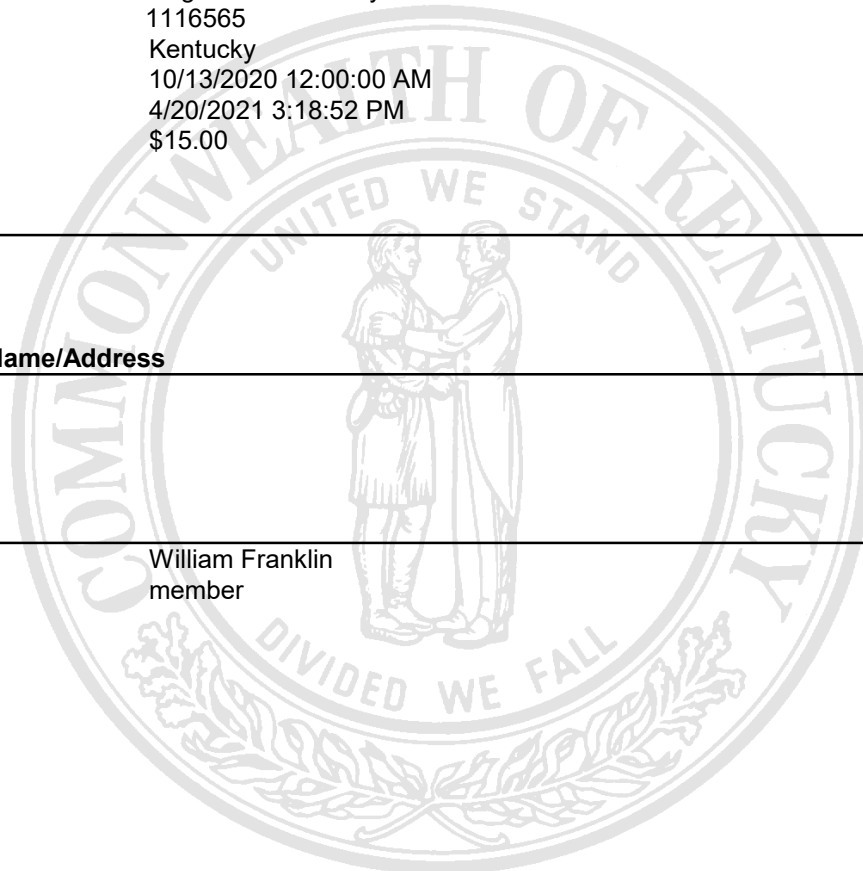 1116565
Kentucky
10/13/2020 12:00:00 AM
4/20/2021 3:18:52 PM
$15.00
COMMONWEALTH OF KENTUCKY
UNITED WE STAND
Name/Address
William Franklin
member
DIVIDED WE FALL